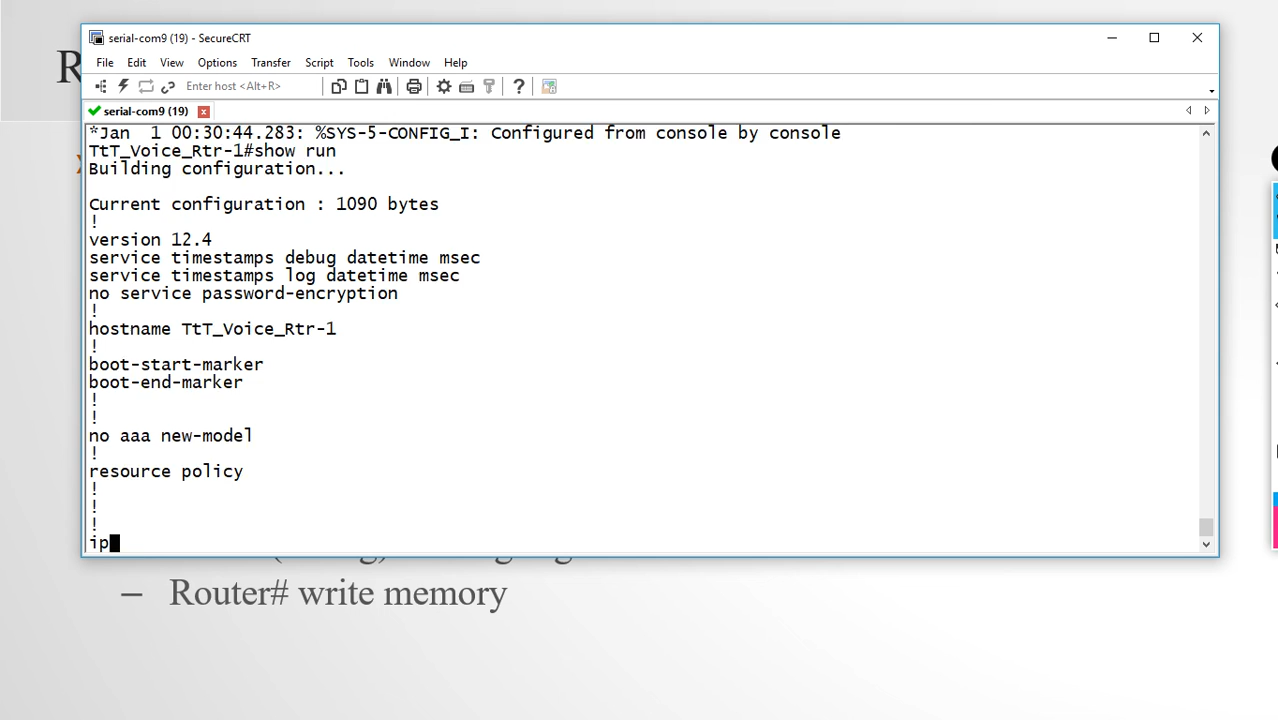 R
serial-com9 (19) - SecureCRT
File Edit View Options Transfer Script Tools Window Help
Enter host <Alt+R>
serial-com9 (19)
*Jan  1 00:30:44.283: %SYS-5-CONFIG_I: Configured from console by console
TtT_Voice_Rtr-1#show run
Building configuration...
Current configuration : 1090 bytes
!
version 12.4
service timestamps debug datetime msec
service timestamps log datetime msec
no service password-encryption
!
hostname TtT_Voice_Rtr-1
!
boot-start-marker
boot-end-marker
!
!
no aaa new-model
!
resource policy
!
!
!
ip
– Router# write memory